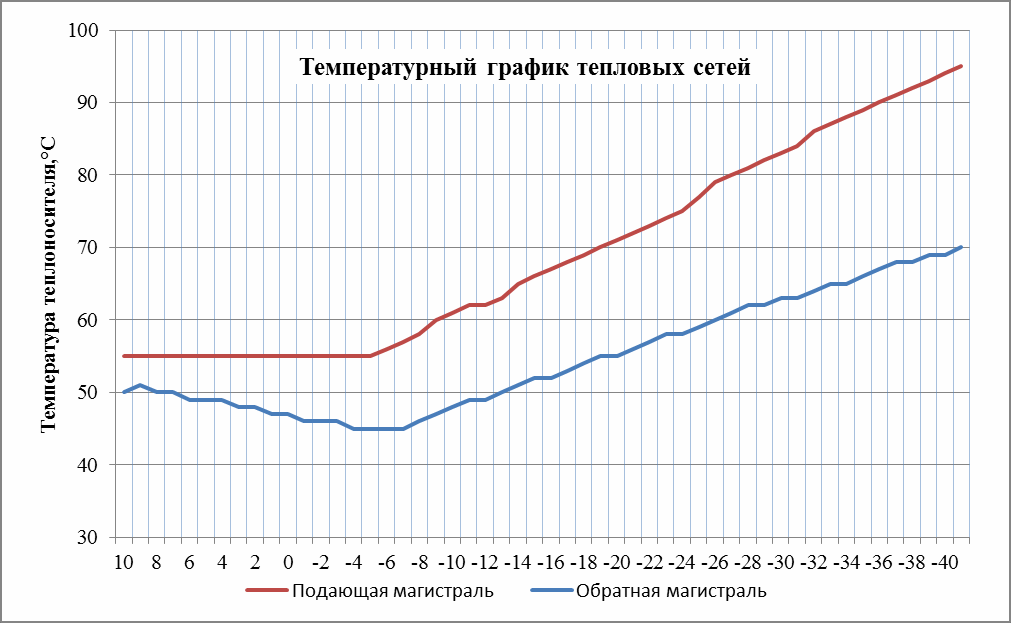 Температурный график тепловых сетей
Температура теплоносителя,°С
100
90
80
70
60
50
40
30
10 8 6 4 2 0 -2 -4 -6 -8 -10 -12 -14 -16 -18 -20 -22 -24 -26 -28 -30 -32 -34 -36 -38 -40
Подающая магистраль Обратная магистраль